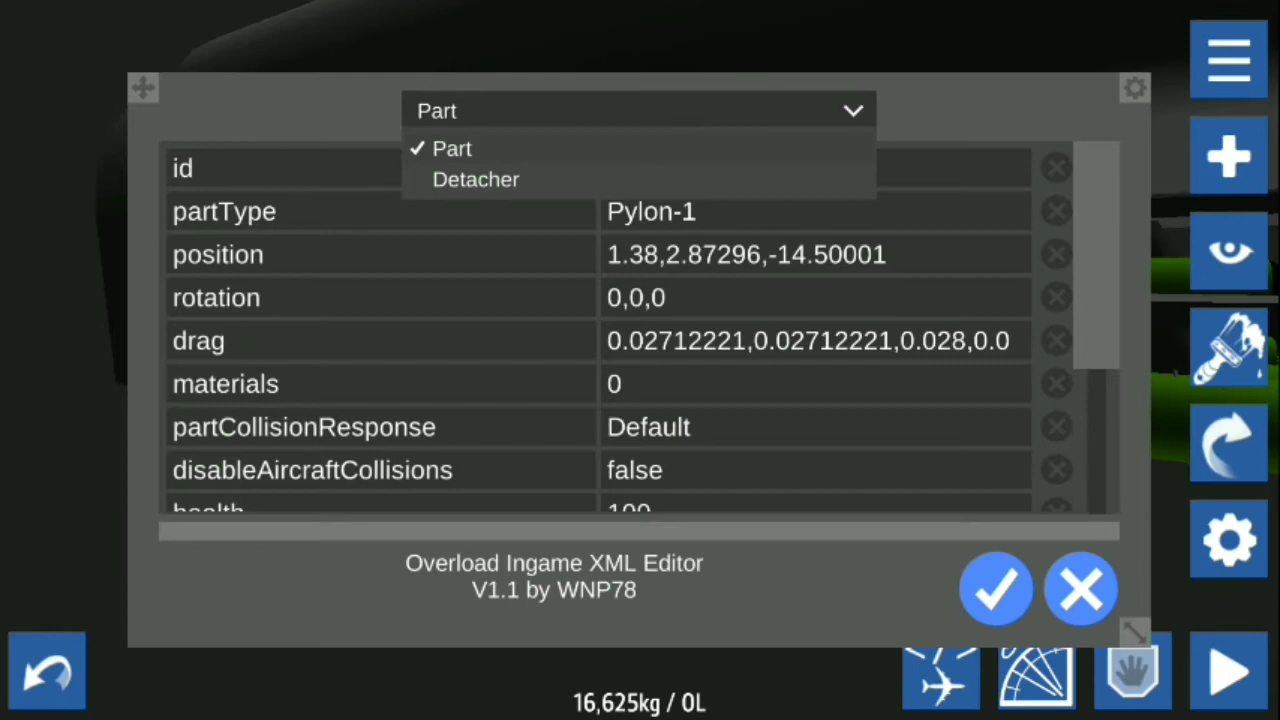 Part
✓ Part
Detacher
id
partType Pylon-1
position 1.38,2.87296,-14.50001
rotation 0,0,0
drag 0.02712221,0.02712221,0.028,0.0
materials 0
partCollisionResponse Default
disableAircraftCollisions false
health 100
Overload Ingame XML Editor
V1.1 by WNP78
16,625kg / 0L